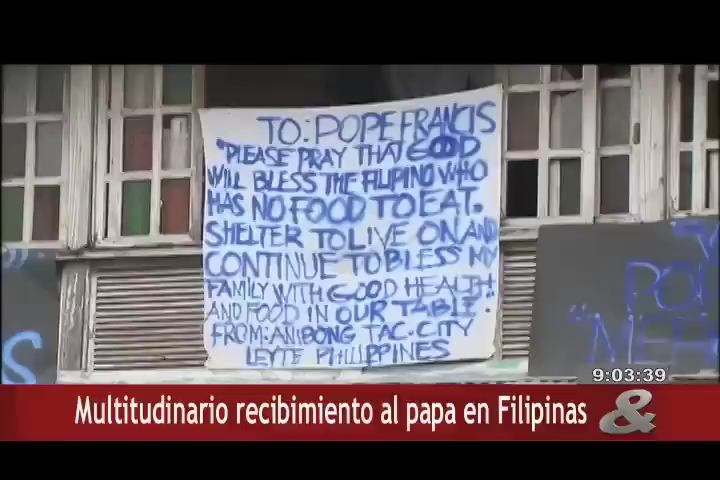 TO: POPE FRANCIS
"PLEASE PRAY THAT GOOD
WILL BLESS THE FILIPINO WHO
HAS NO FOOD TO EAT.
SHELTER TO LIVE ON AND
CONTINUE TO BLESS MY
FAMILY WITH GOOD HEALTH
AND FOOD IN OUR TABLE."
FROM: ANIBONG TAC. CITY
LEYTE PHILIPPINES
9:03:39
Multitudinario recibimiento al papa en Filipinas &